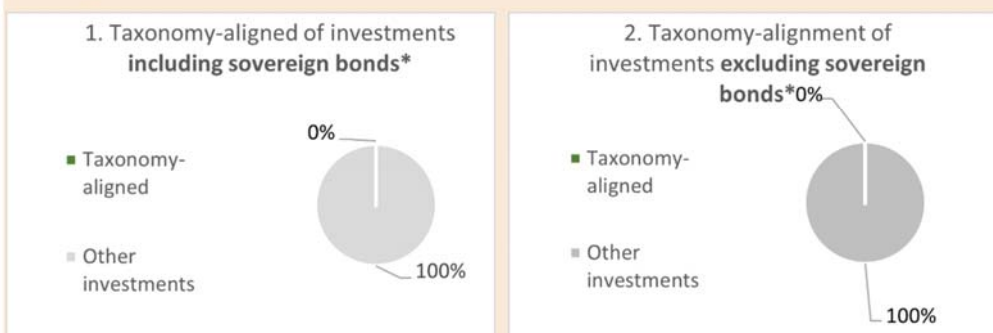 1. Taxonomy-aligned of investments
including sovereign bonds*
0%
Taxonomy-
aligned
Other
investments
100%
2. Taxonomy-alignment of
investments excluding sovereign
bonds*0%
Taxonomy-
aligned
Other
investments
100%